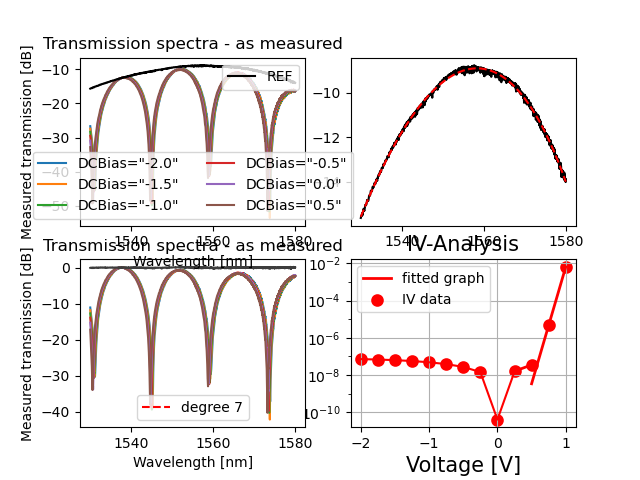 Transmission spectra - as measured
Measured transmission [dB]
-10
-20
-30
-40
-50
REF
DCBias="-2.0"
DCBias="-1.5"
DCBias="-1.0"
DCBias="-0.5"
DCBias="0.0"
DCBias="0.5"
1540
1560
1580
Wavelength [nm]
−10
−12
1540
1560
1580
Transmission spectra - as measured
Measured transmission [dB]
0
−10
−20
−30
−40
degree 7
1540
1560
1580
Wavelength [nm]
IV-Analysis
10⁻²
10⁻⁴
10⁻⁶
10⁻⁸
10⁻¹⁰
fitted graph
IV data
−2
−1
0
1
Voltage [V]